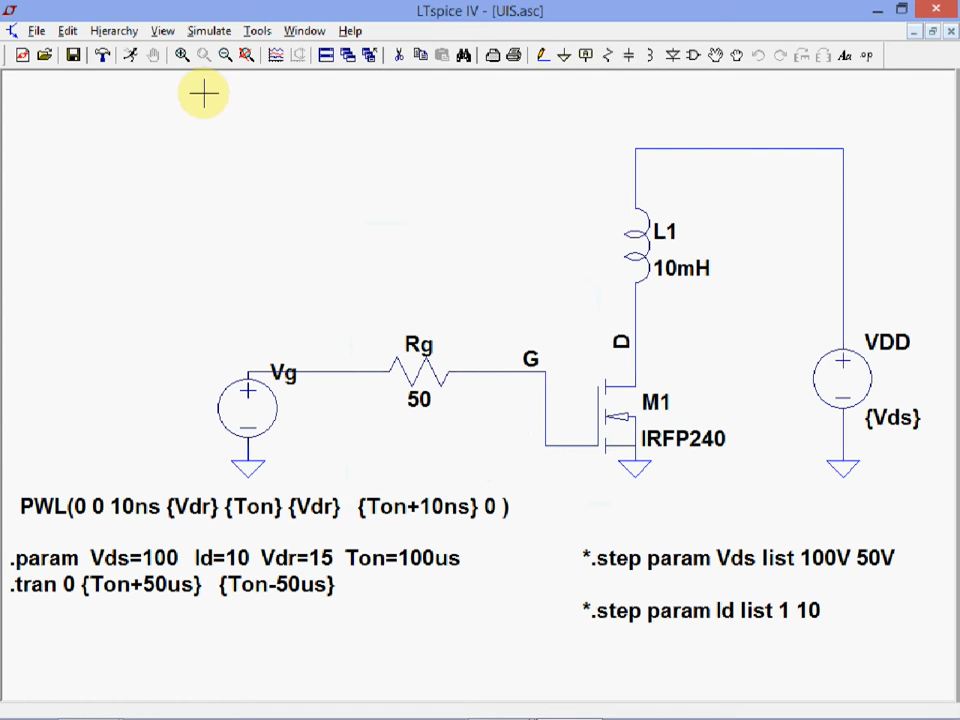 LTspice IV - [UIS.asc]
File Edit Hierarchy View Simulate Tools Window Help
Aa .op
L1
10mH
D
VDD
Rg
G
Vg
50
M1
{Vds}
IRFP240
PWL(0 0 10ns {Vdr} {Ton} {Vdr} {Ton+10ns} 0 )
.param Vds=100 Id=10 Vdr=15 Ton=100us
*.step param Vds list 100V 50V
.tran 0 {Ton+50us} {Ton-50us}
*.step param Id list 1 10